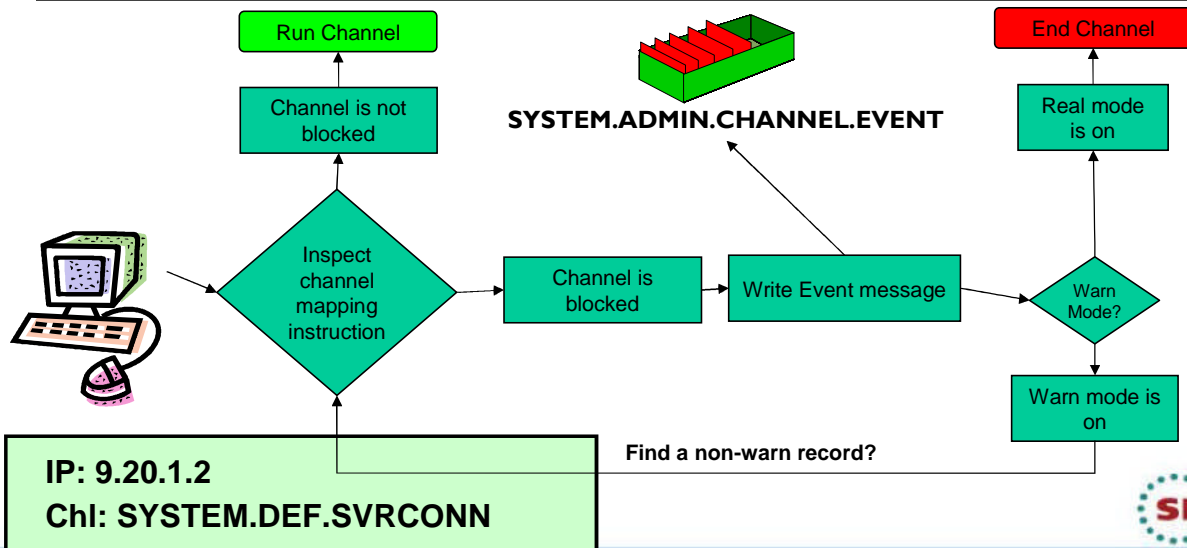 Run Channel
End Channel
Channel is not
blocked
SYSTEM.ADMIN.CHANNEL.EVENT
Real mode
is on
Inspect
channel
mapping
instruction
Channel is
blocked
Write Event message
Warn
Mode?
Warn mode is
on
Find a non-warn record?
IP: 9.20.1.2
Chl: SYSTEM.DEF.SVRCONN